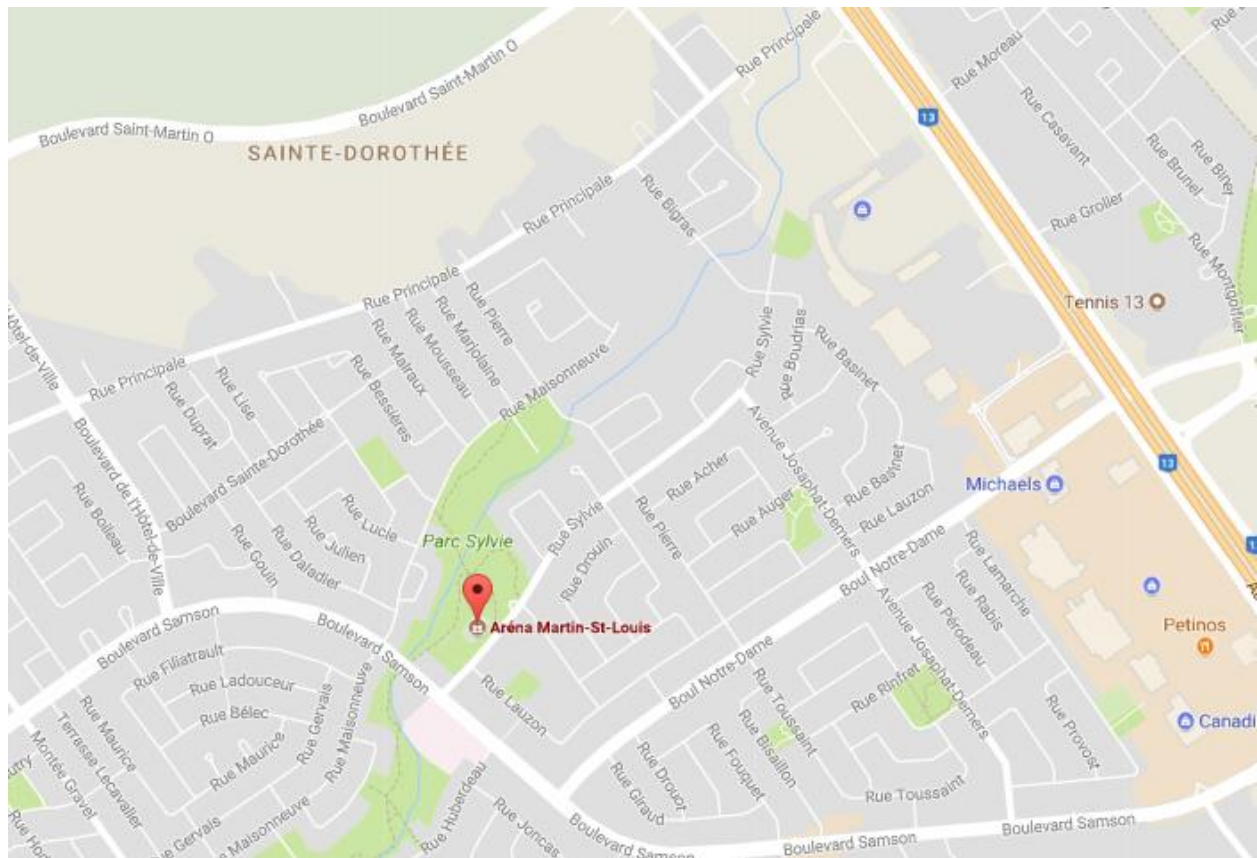 Boulevard Saint-Martin O
Boulevard Saint-Martin O
SAINTE-DOROTHÉE
Rue Principale
Rue Moreau
13
Rue Casavant
Rue Brunel
Rue Biner
Rue Bigras
Rue Principale
Rue Grolier
Rue Montgolfier
Rue Principale
Rue Pierre
Tennis 13
Rue Marjolaine
Rue Mousseau
Rue Malraux
Rue Bessières
Rue Maisonneuve
Rue Sylvie
Rue Boudrias
Rue Basinet
Rue Principale
Rue Lise
Rue Duprat
Boulevard de l'Hôtel-de-Ville
Boulevard Sainte-Dorothée
Avenue Josaphat-Demers
Rue Acher
Rue Basinet
13
Michaels
Rue Auger
Rue Lauzon
Rue Boileau
Rue Lucie
Rue Julien
Parc Sylvie
Rue Sylvie
Rue Pierre
Rue Gouin
Rue Daladier
Rue Drouin
Boul Notre-Dame
Rue Lamarche
Rue Rabis
Rue Pérodeau
Avenue Josaphat-Demers
Aréna Martin-St-Louis
Petinos
Boulevard Samson
Boulevard Samson
Rue Filiatrault
Rue Ladouceur
Rue Bélec
Rue Maurice
Rue Gervais
Rue Maisonneuve
Rue Lauzon
Boul Notre-Dame
Rue Toussaint
Rue Rinfret
Rue Provost
Canadi
Rue Maurice
Terrasse Lecavalier
Montée Gravel
Rue Bisaillon
Rue Fouquet
Rue Drouot
Rue Giraud
Rue Toussaint
Rue Huberdeau
Rue Gervais
Rue Maisonneuve
Rue Joncas
Boulevard Samson
Boulevard Samson
Boulevard Samson